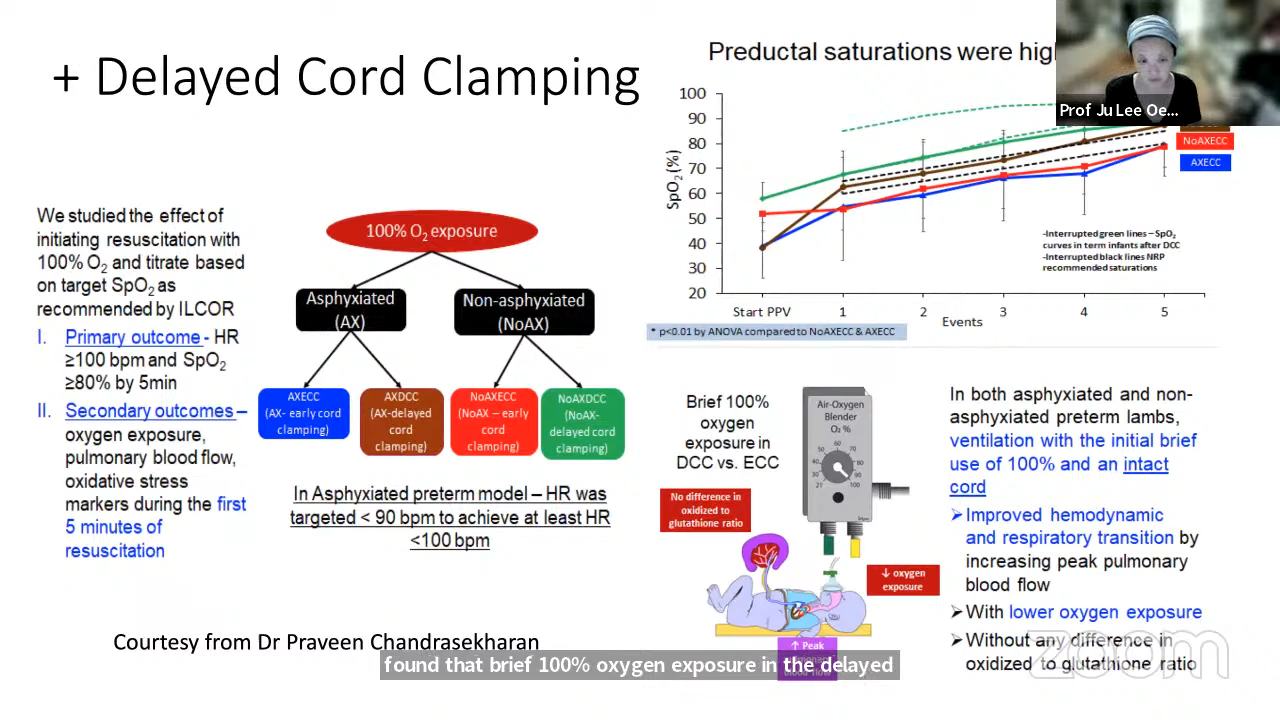 + Delayed Cord Clamping
We studied the effect of
initiating resuscitation with
100% O2 and titrate based
on target SpO2 as
recommended by ILCOR
I. Primary outcome - HR
≥100 bpm and SpO2
≥80% by 5min
II. Secondary outcomes –
oxygen exposure,
pulmonary blood flow,
oxidative stress
markers during the first
5 minutes of
resuscitation
100% O2 exposure
Asphyxiated
(AX)
Non-asphyxiated
(NoAX)
AXECC
(AX- early cord
clamping)
AXDCC
(AX-delayed
cord
clamping)
NoAXECC
(NoAX – early
cord
clamping)
NoAXDCC
(NoAX-
delayed cord
clamping)
In Asphyxiated preterm model – HR was
targeted < 90 bpm to achieve at least HR
<100 bpm
Courtesy from Dr Praveen Chandrasekharan
Preductal saturations were hig
Prof Ju Lee Oe...
NoAXECC
AXECC
SpO2 (%)
100
90
80
70
60
50
40
30
20
Start PPV
1
2
3
4
5
Events
-Interrupted green lines – SpO2
curves in term infants after DCC
-Interrupted black lines NRP
recommended saturations
* p<0.01 by ANOVA compared to NoAXECC & AXECC
Brief 100%
oxygen
exposure in
DCC vs. ECC
Air-Oxygen
Blender
O2 %
60
50
70
40
80
30
90
21
100
No difference in
oxidized to
glutathione ratio
↓ oxygen
exposure
↑ Peak
blood flow
In both asphyxiated and non-
asphyxiated preterm lambs,
ventilation with the initial brief
use of 100% and an intact
cord
➢Improved hemodynamic
and respiratory transition by
increasing peak pulmonary
blood flow
➢With lower oxygen exposure
➢Without any difference in
oxidized to glutathione ratio
zoom
found that brief 100% oxygen exposure in the delayed